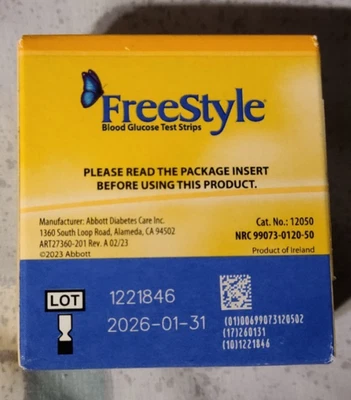 FreeStyle
Blood Glucose Test Strips
PLEASE READ THE PACKAGE INSERT
BEFORE USING THIS PRODUCT.
Manufacturer: Abbott Diabetes Care Inc.
1360 South Loop Road, Alameda, CA 94502
ART27360-201 Rev. A 02/23
©2023 Abbott
Cat. No.: 12050
NRC 99073-0120-50
Product of Ireland
LOT
1221846
2026-01-31
(01)00699073120502
(17)260131
(10)1221846